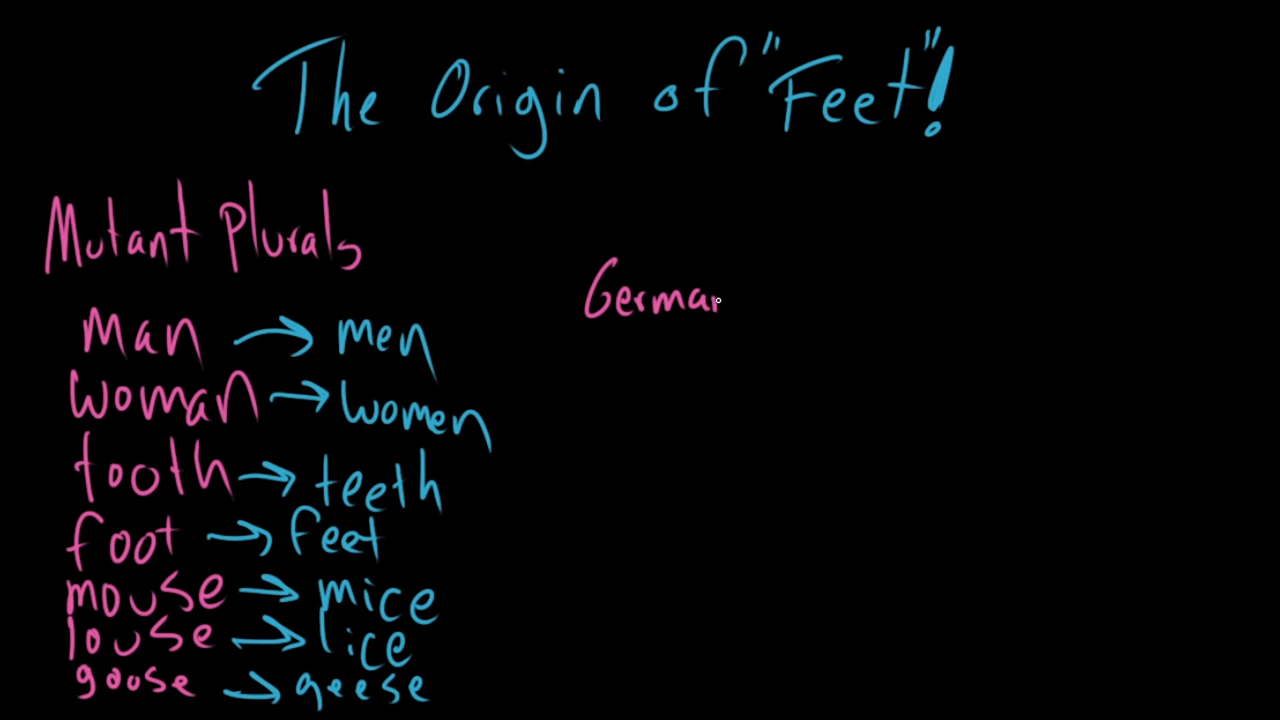 The Origin of "Feet"!
Mutant Plurals
man → men
woman → women
tooth → teeth
foot → feet
mouse → mice
louse → lice
goose → geese
German